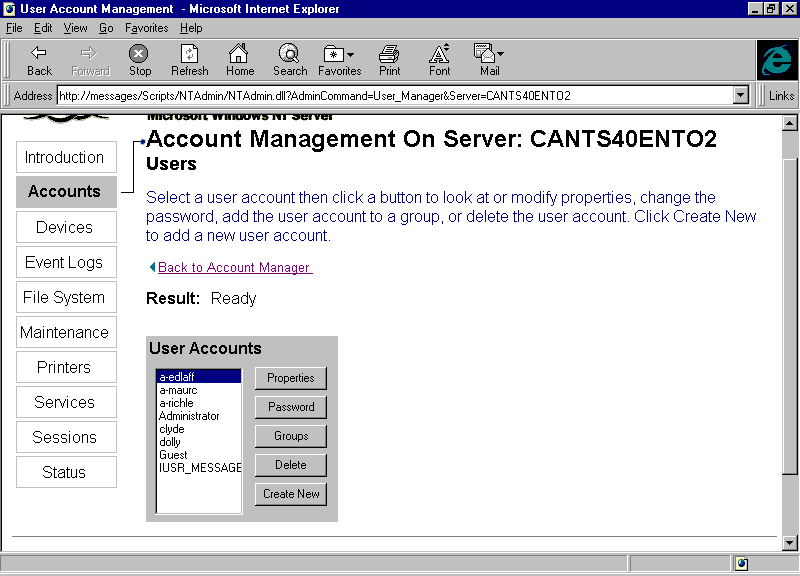 User Account Management - Microsoft Internet Explorer
File Edit View Go Favorites Help
Back Forward Stop Refresh Home Search Favorites Print Font Mail
Address http://messages/Scripts/NTAdmin/NTAdmin.dll?AdminCommand=User_Manager&Server=CANTS40ENTO2 Links
Microsoft Windows NT Server
Account Management On Server: CANTS40ENTO2
Users
Select a user account then click a button to look at or modify properties, change the
password, add the user account to a group, or delete the user account. Click Create New
to add a new user account.
Back to Account Manager
Result: Ready
Introduction
Accounts
Devices
Event Logs
File System
Maintenance
Printers
Services
Sessions
Status
User Accounts
a-edlaff
a-maurc
a-richle
Administrator
clyde
dolly
Guest
IUSR_MESSAGE
Properties
Password
Groups
Delete
Create New